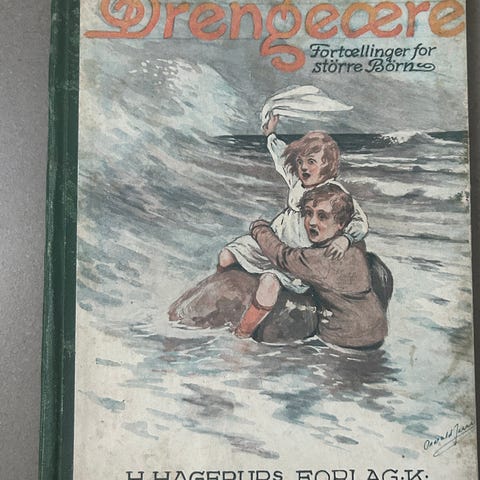 Drengeære
Fortællinger for
större Börn
H. HAGERUPs FORLAG·K·